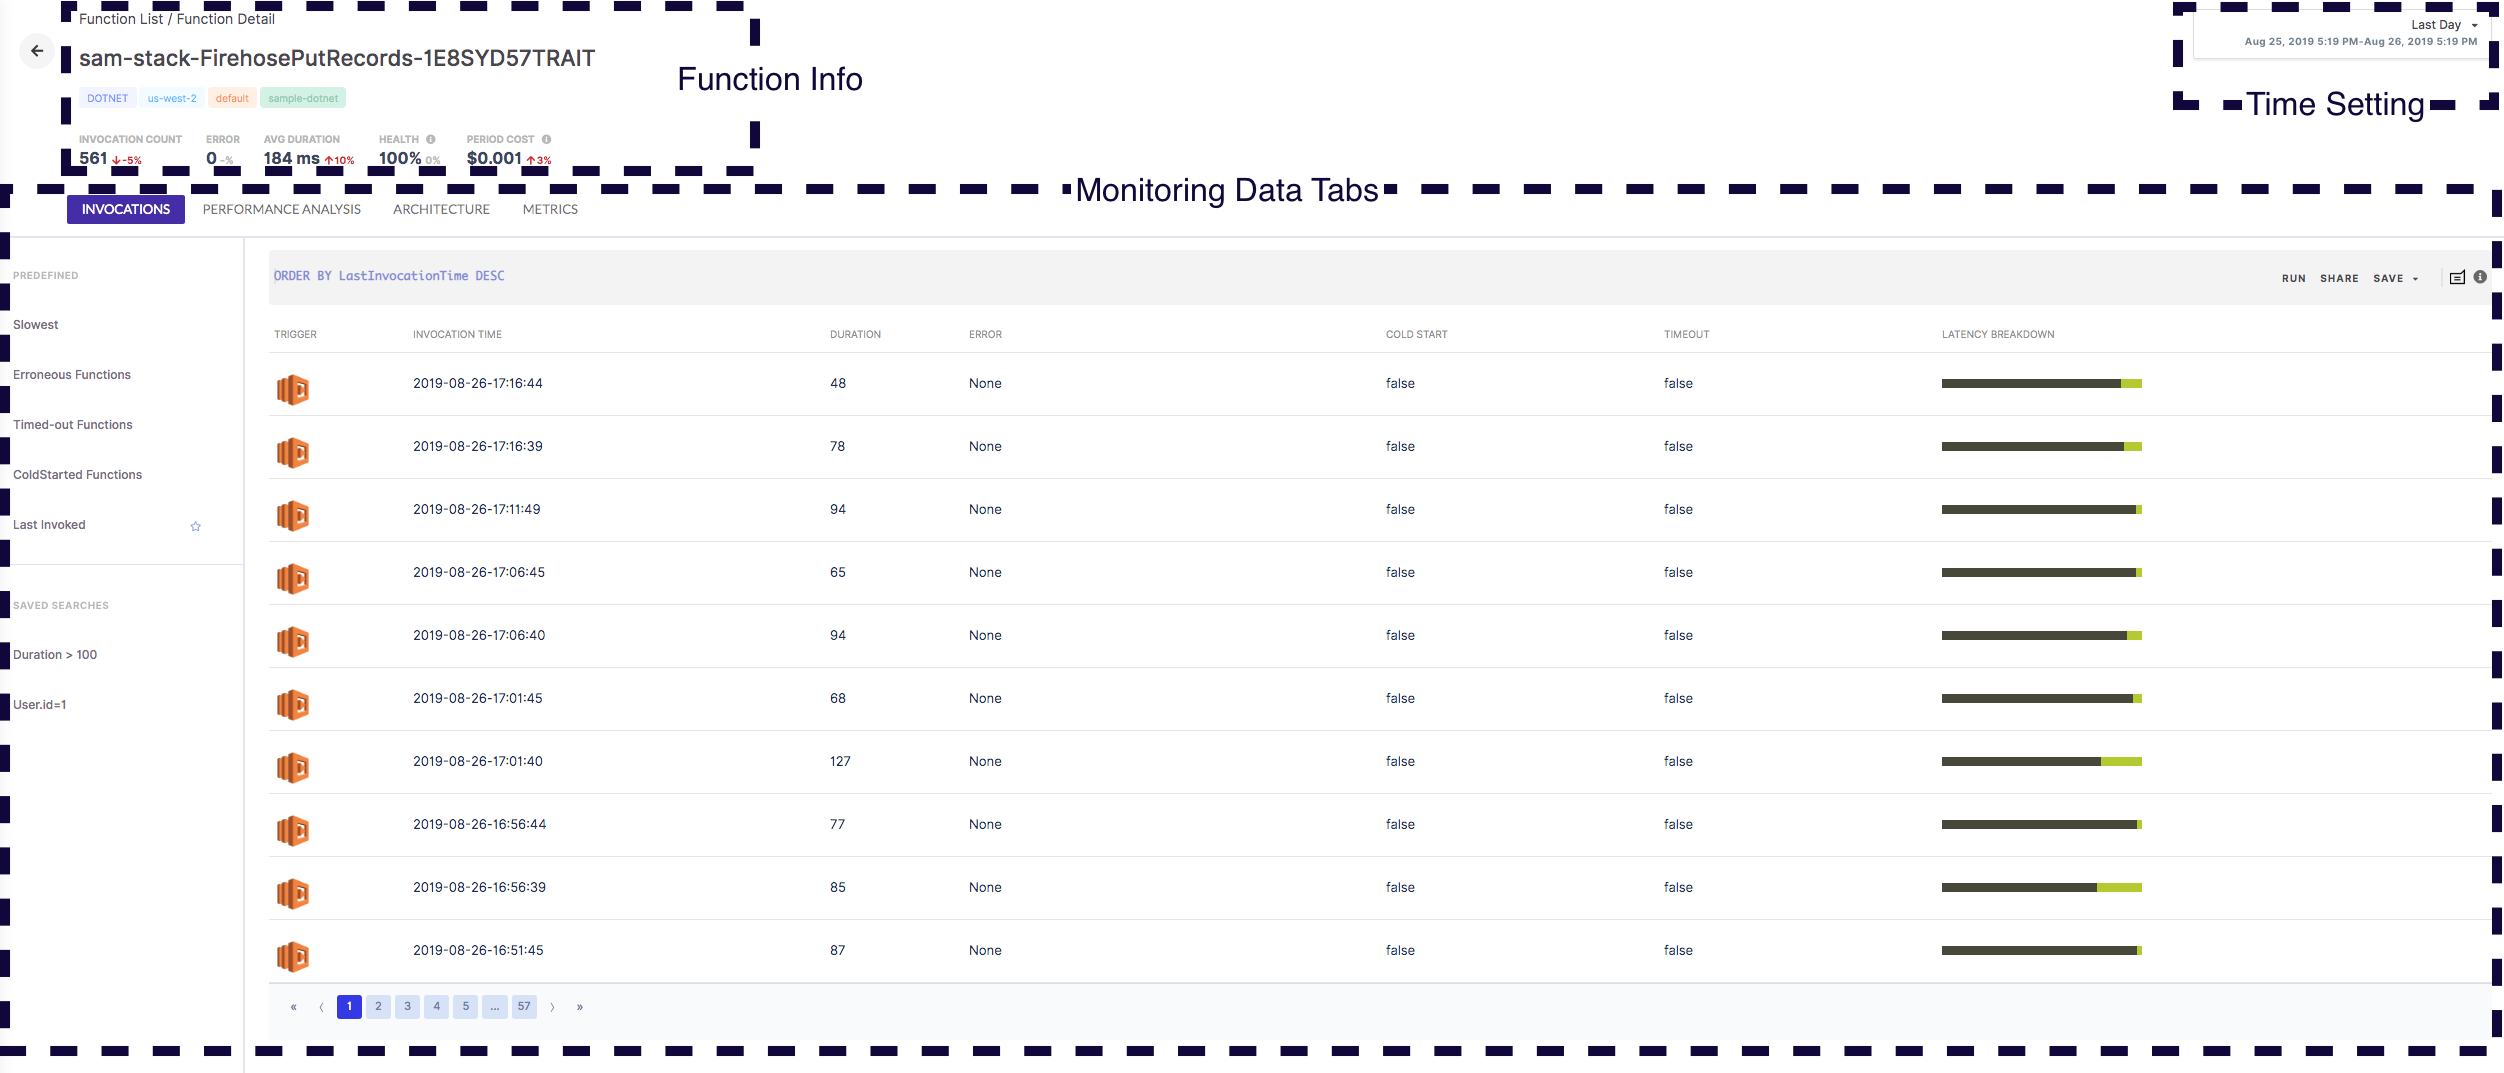 Function List / Function Detail
sam-stack-FirehosePutRecords-1E8SYD57TRAIT
DOTNET us-west-2 default sample-dotnet
INVOCATION COUNT ERROR AVG DURATION HEALTH PERIOD COST
561 -5% 0 -% 184 ms 10% 100% 0% $0.001 3%
Function Info
Last Day
Aug 25, 2019 5:19 PM-Aug 26, 2019 5:19 PM
Time Setting
Monitoring Data Tabs
INVOCATIONS PERFORMANCE ANALYSIS ARCHITECTURE METRICS
PREDEFINED
Slowest
Erroneous Functions
Timed-out Functions
ColdStarted Functions
Last Invoked
SAVED SEARCHES
Duration > 100
User.id=1
ORDER BY LastInvocationTime DESC
RUN SHARE SAVE
TRIGGER INVOCATION TIME DURATION ERROR COLD START TIMEOUT LATENCY BREAKDOWN
2019-08-26-17:16:44 48 None false false
2019-08-26-17:16:39 78 None false false
2019-08-26-17:11:49 94 None false false
2019-08-26-17:06:45 65 None false false
2019-08-26-17:06:40 94 None false false
2019-08-26-17:01:45 68 None false false
2019-08-26-17:01:40 127 None false false
2019-08-26-16:56:44 77 None false false
2019-08-26-16:56:39 85 None false false
2019-08-26-16:51:45 87 None false false
« ‹ 1 2 3 4 5 ... 57 › »